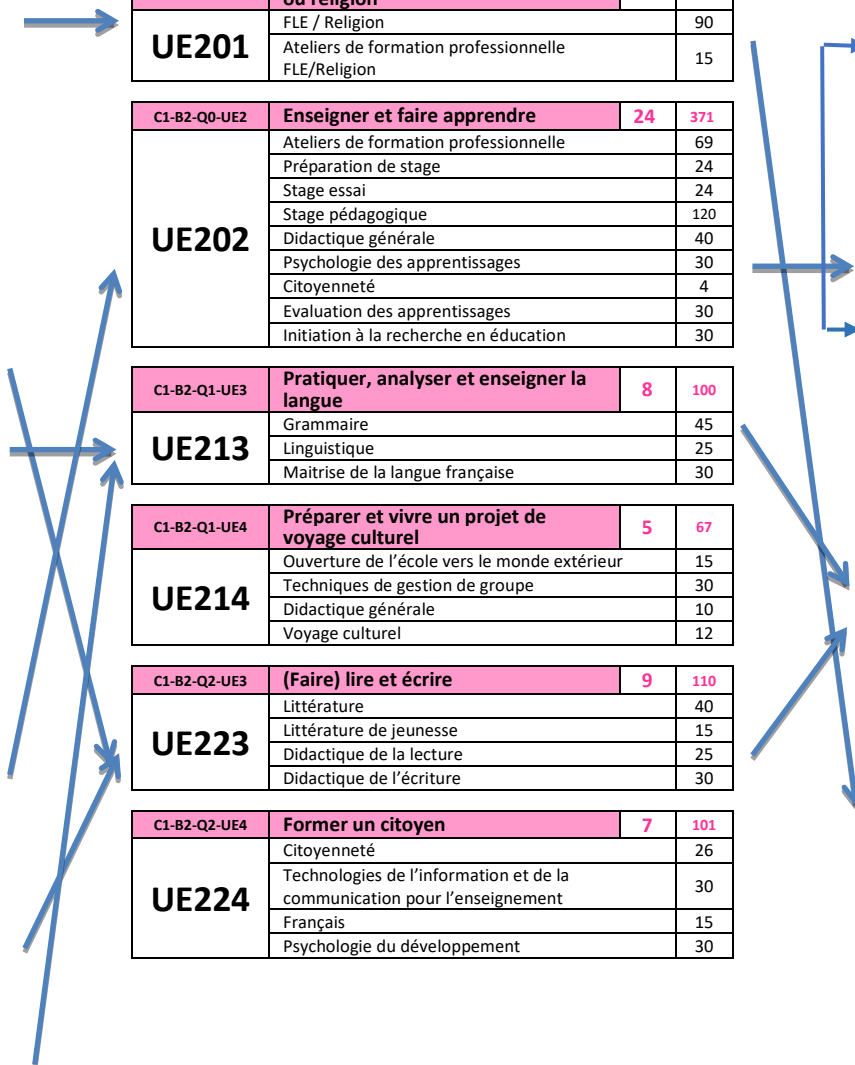 ou religion
UE201
FLE / Religion 90
Ateliers de formation professionnelle
FLE/Religion 15
C1-B2-Q0-UE2 Enseigner et faire apprendre 24 371
UE202
Ateliers de formation professionnelle 69
Préparation de stage 24
Stage essai 24
Stage pédagogique 120
Didactique générale 40
Psychologie des apprentissages 30
Citoyenneté 4
Evaluation des apprentissages 30
Initiation à la recherche en éducation 30
C1-B2-Q1-UE3 Pratiquer, analyser et enseigner la
langue 8 100
UE213
Grammaire 45
Linguistique 25
Maitrise de la langue française 30
C1-B2-Q1-UE4 Préparer et vivre un projet de
voyage culturel 5 67
UE214
Ouverture de l’école vers le monde extérieur 15
Techniques de gestion de groupe 30
Didactique générale 10
Voyage culturel 12
C1-B2-Q2-UE3 (Faire) lire et écrire 9 110
UE223
Littérature 40
Littérature de jeunesse 15
Didactique de la lecture 25
Didactique de l’écriture 30
C1-B2-Q2-UE4 Former un citoyen 7 101
UE224
Citoyenneté 26
Technologies de l’information et de la
communication pour l’enseignement 30
Français 15
Psychologie du développement 30